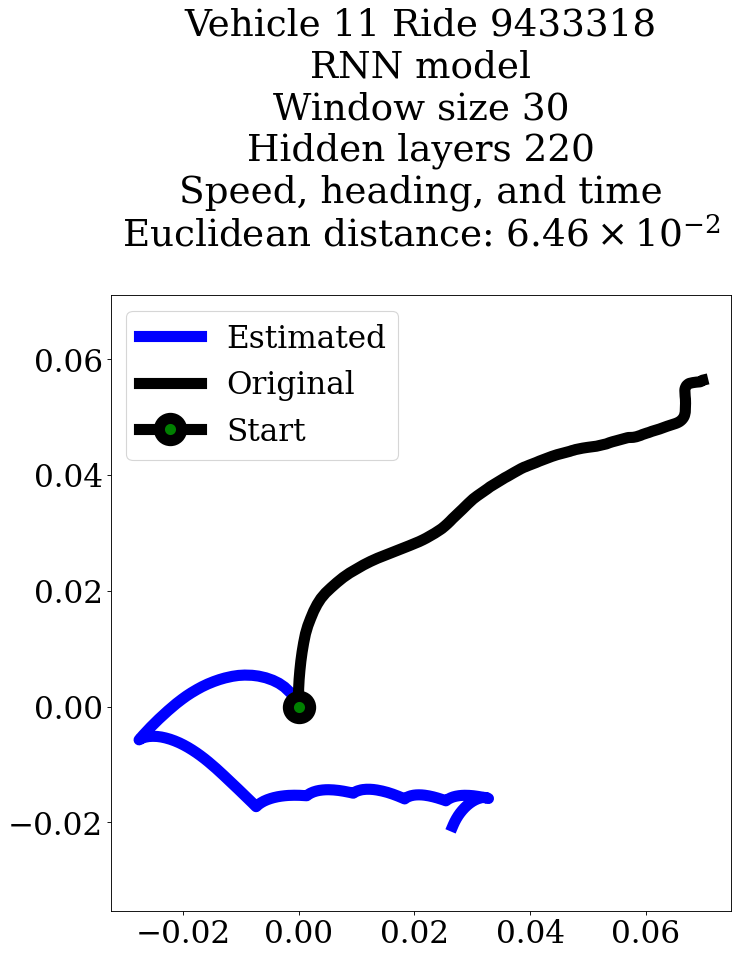 Vehicle 11 Ride 9433318
RNN model
Window size 30
Hidden layers 220
Speed, heading, and time
Euclidean distance: 6.46 × 10⁻²
Estimated
Original
Start
0.06
0.04
0.02
0.00
−0.02
−0.02 0.00 0.02 0.04 0.06